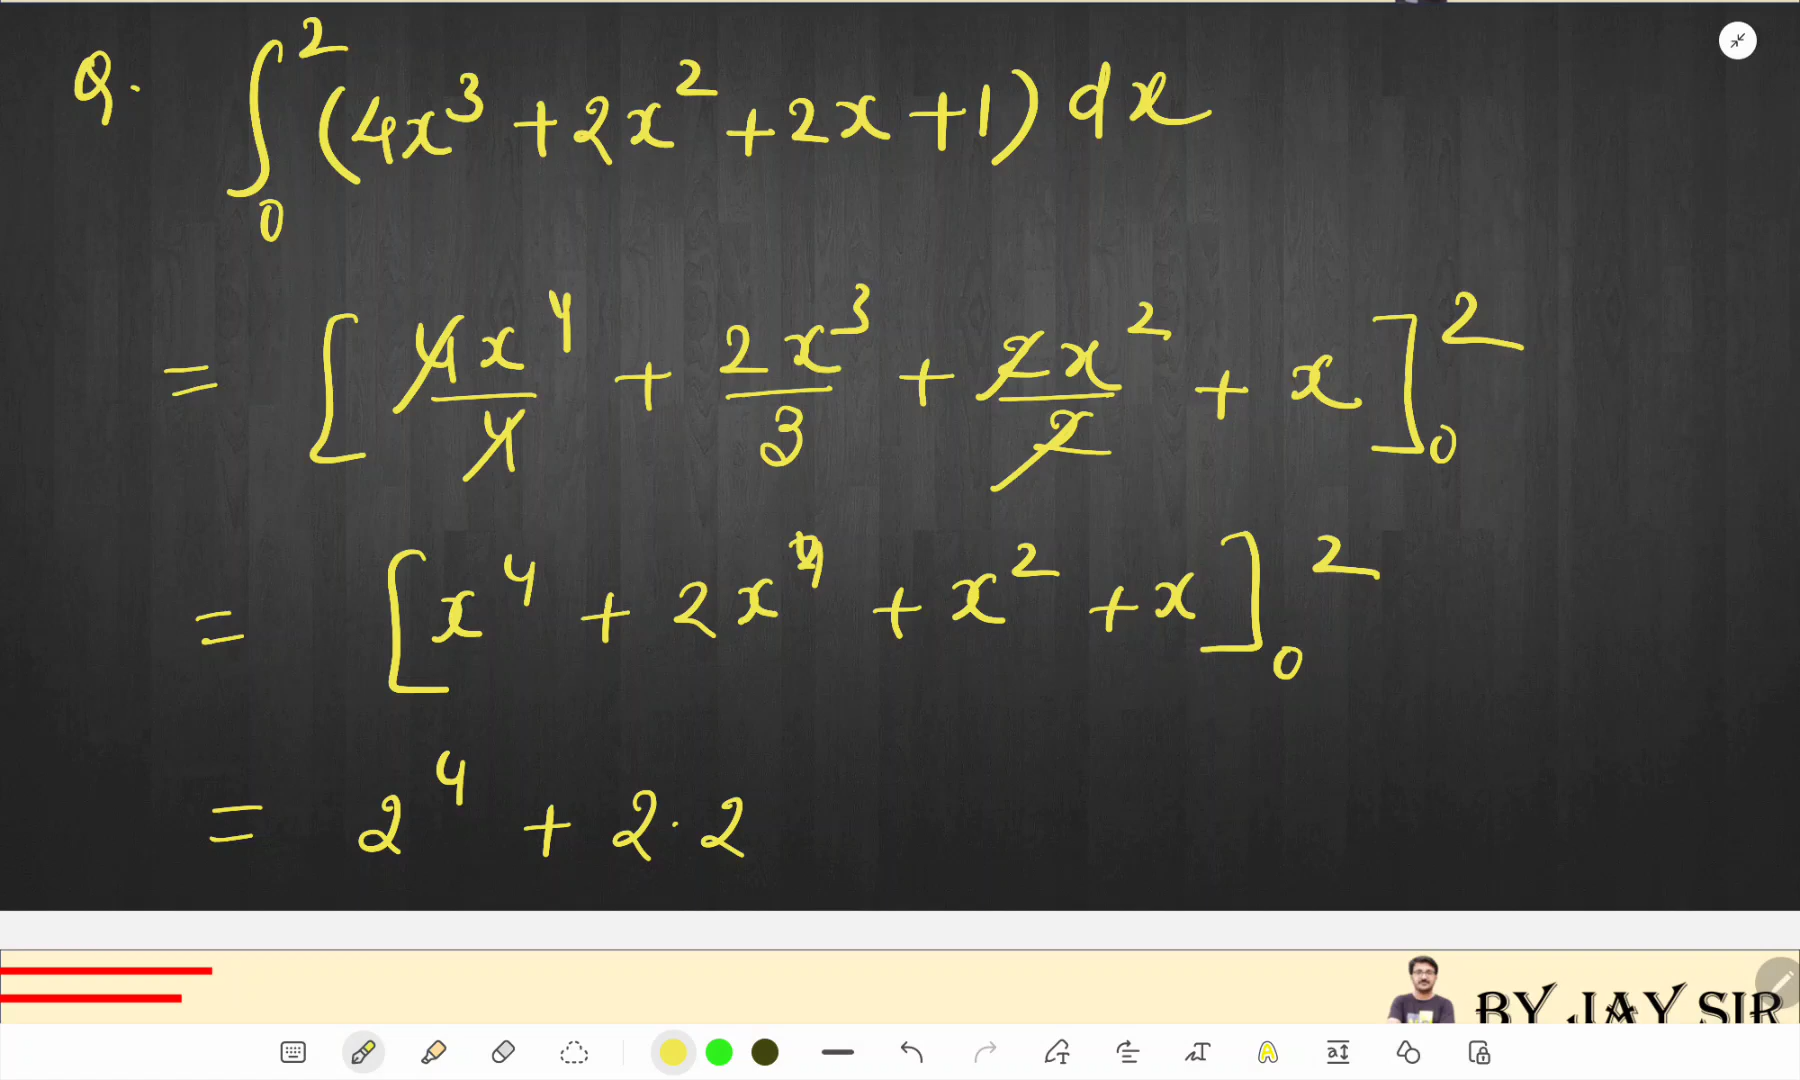 Q. ∫₀² (4x³ + 2x² + 2x + 1) dx
= [4x⁴/4 + 2x³/3 + 2x²/2 + x]₀²
= [x⁴ + 2x + x² + x]₀²
= 2⁴ + 2·2
BY JAY SIR